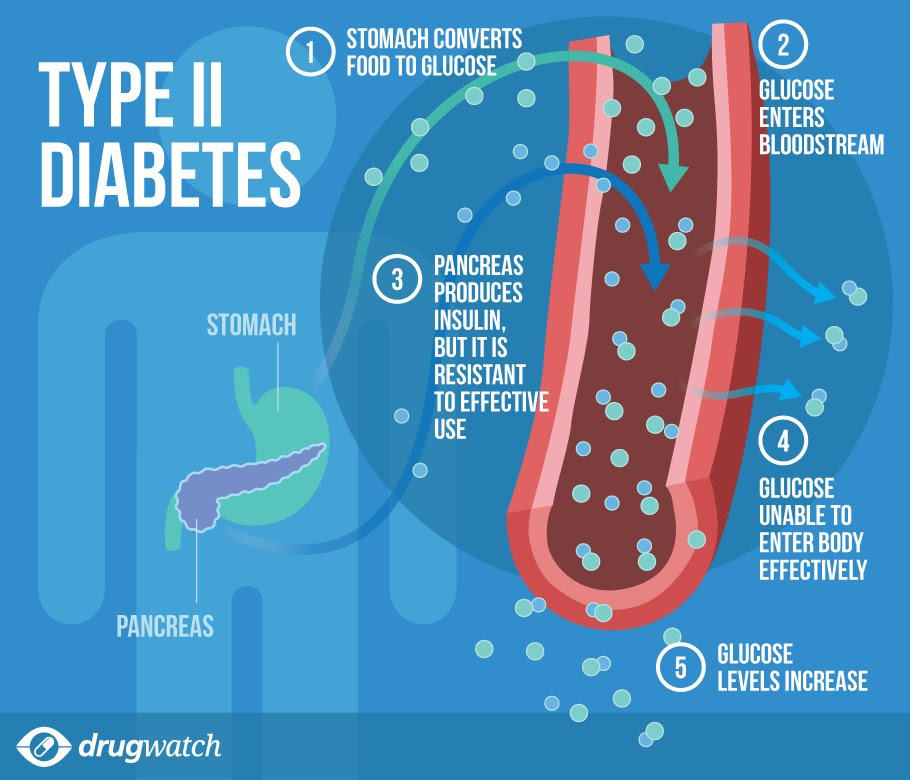 TYPE II
DIABETES
1
STOMACH CONVERTS
FOOD TO GLUCOSE
2
GLUCOSE
ENTERS
BLOODSTREAM
3
PANCREAS
PRODUCES
INSULIN,
BUT IT IS
RESISTANT
TO EFFECTIVE
USE
STOMACH
PANCREAS
4
GLUCOSE
UNABLE TO
ENTER BODY
EFFECTIVELY
5
GLUCOSE
LEVELS INCREASE
drugwatch